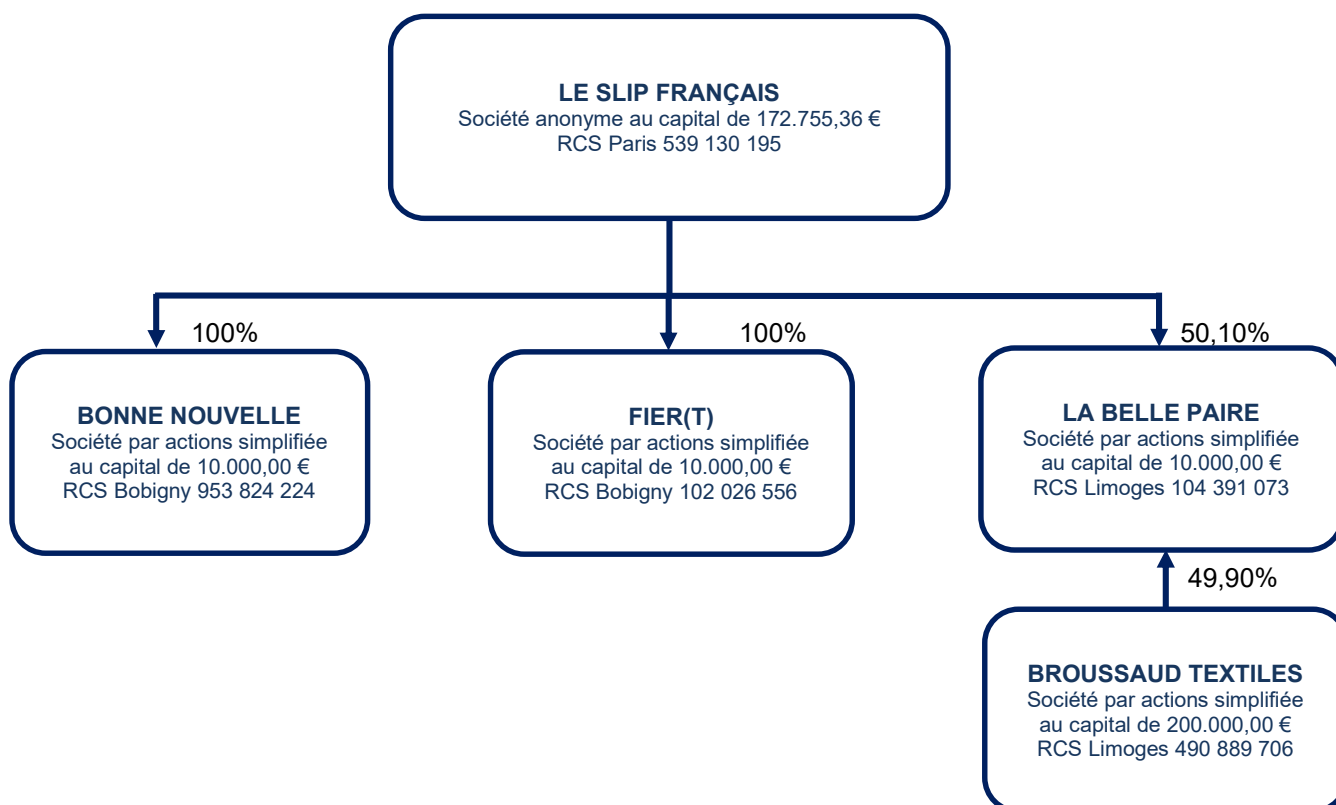 LE SLIP FRANÇAIS
Société anonyme au capital de 172.755,36 €
RCS Paris 539 130 195
100%
100%
50,10%
BONNE NOUVELLE
Société par actions simplifiée
au capital de 10.000,00 €
RCS Bobigny 953 824 224
FIER(T)
Société par actions simplifiée
au capital de 10.000,00 €
RCS Bobigny 102 026 556
LA BELLE PAIRE
Société par actions simplifiée
au capital de 10.000,00 €
RCS Limoges 104 391 073
49,90%
BROUSSAUD TEXTILES
Société par actions simplifiée
au capital de 200.000,00 €
RCS Limoges 490 889 706